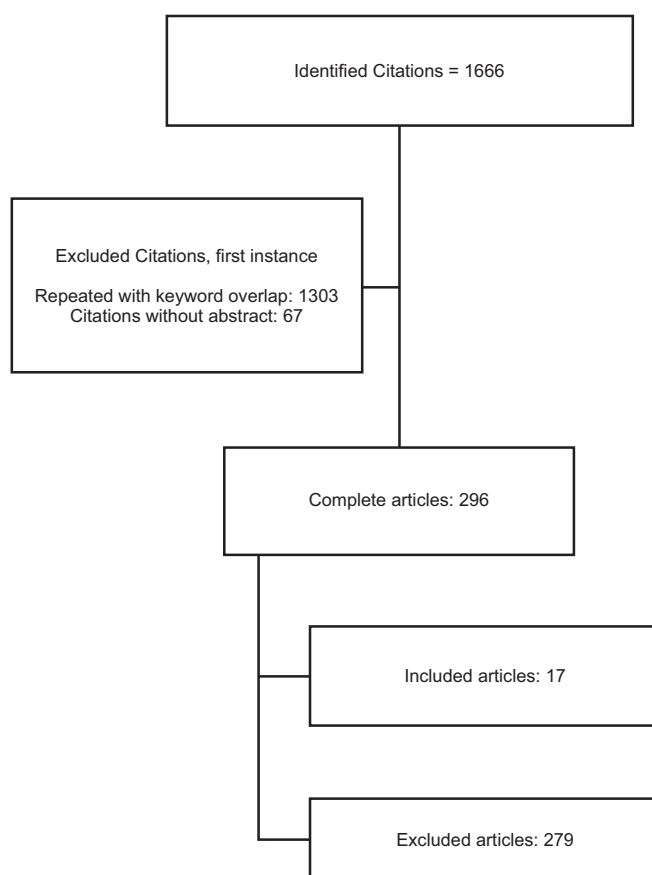 Identified Citations = 1666
Excluded Citations, first instance
Repeated with keyword overlap: 1303
Citations without abstract: 67
Complete articles: 296
Included articles: 17
Excluded articles: 279